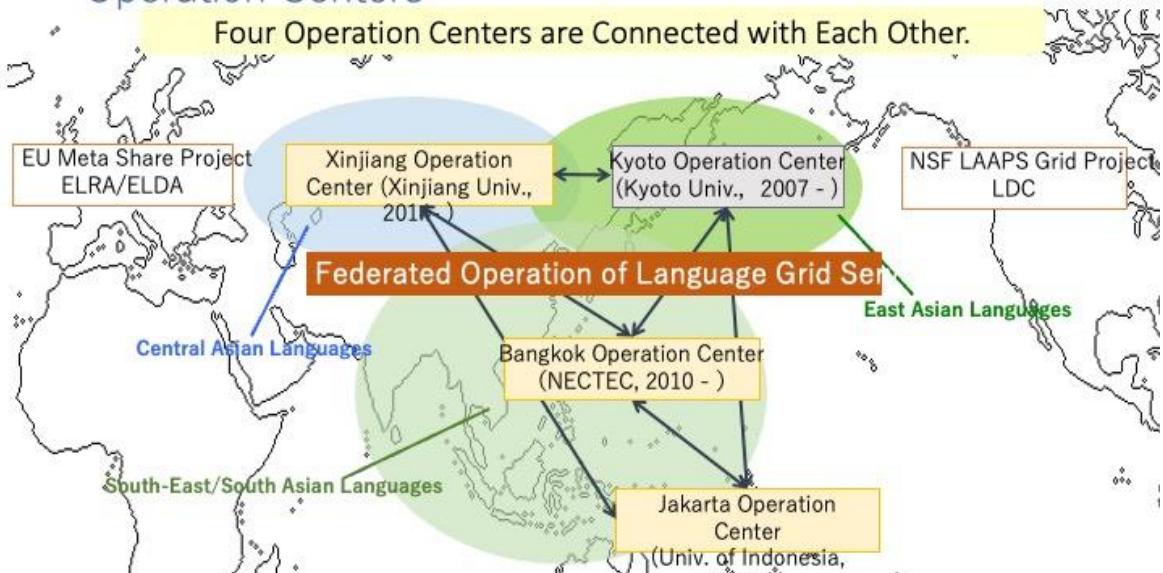 Operation Centers
Four Operation Centers are Connected with Each Other.
EU Meta Share Project
ELRA/ELDA
Xinjiang Operation
Center (Xinjiang Univ.,
Kyoto Operation Center
(Kyoto Univ., 2007 - )
NSF LAAPS Grid Project
LDC
Federated Operation of Language Grid
East Asian Languages
Central Asian Languages
Bangkok Operation Center
(NECTEC, 2010 - )
South-East/South Asian Languages
Jakarta Operation
Center
(Univ. of Indonesia,